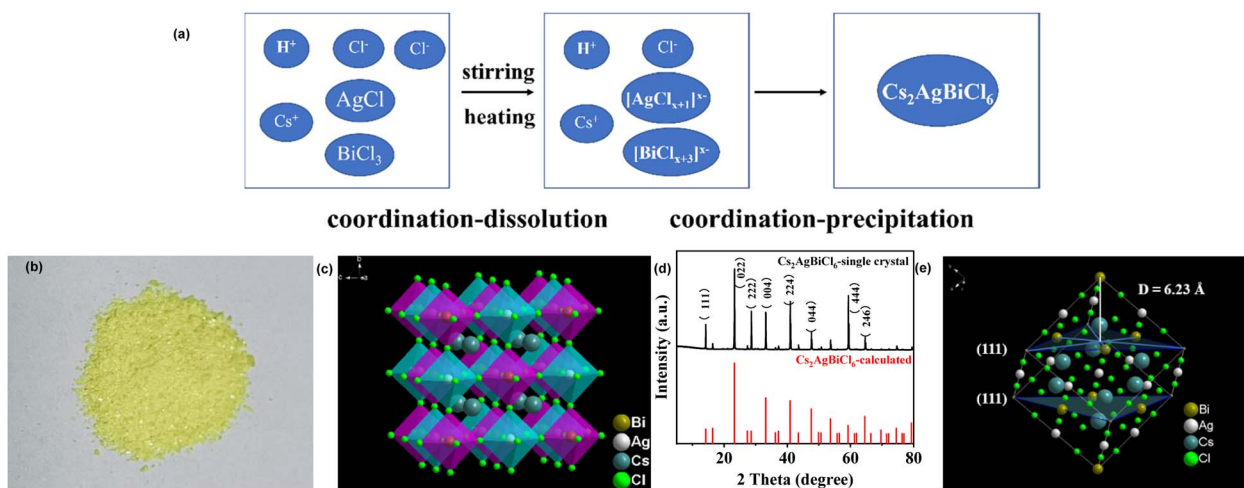 (a)
H⁺
Cl⁻
Cl⁻
AgCl
Cs⁺
BiCl₃
stirring
heating
H⁺
Cl⁻
[AgClₓ₊₁]ˣ⁻
Cs⁺
[BiClₓ₊₃]ˣ⁻
Cs₂AgBiCl₆
coordination-dissolution
coordination-precipitation
(b)
(c)
b
c a
Bi
Ag
Cs
Cl
(d)
Cs₂AgBiCl₆-single crystal
(111)
(022)
(222)
(004)
(224)
(044)
(444)
(246)
Cs₂AgBiCl₆-calculated
Intensity (a.u.)
0 20 40 60 80
2 Theta (degree)
(e)
D = 6.23 Å
(111)
(111)
Bi
Ag
Cs
Cl